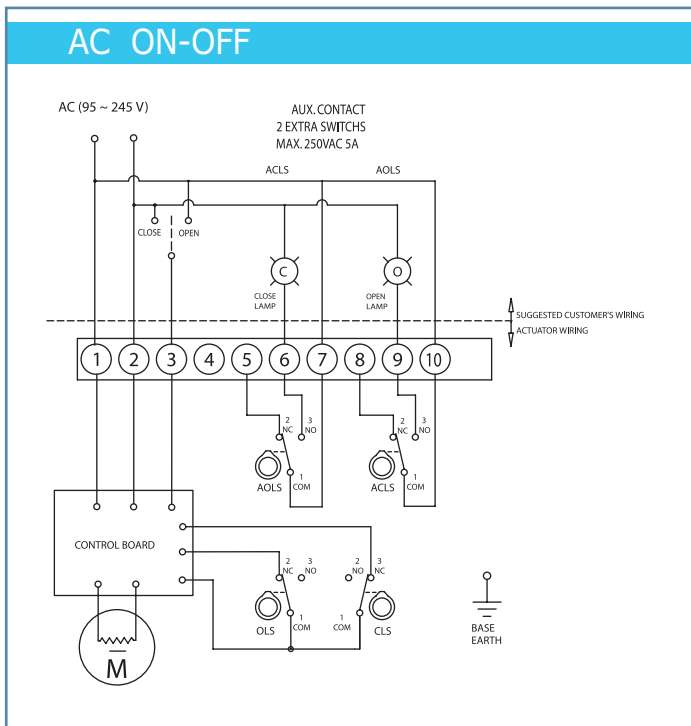 AC ON-OFF
AC (95 ~ 245 V)
AUX. CONTACT
2 EXTRA SWITCHS
MAX. 250VAC 5A
ACLS
AOLS
CLOSE
OPEN
C
O
CLOSE
LAMP
OPEN
LAMP
SUGGESTED CUSTOMER'S WIRING
ACTUATOR WIRING
1 2 3 4 5 6 7 8 9 10
2
NC
3
NO
1
COM
AOLS
2
NC
3
NO
1
COM
ACLS
CONTROL BOARD
2
NC
3
NO
1
COM
OLS
2
NO
3
NC
1
COM
CLS
M
BASE
EARTH